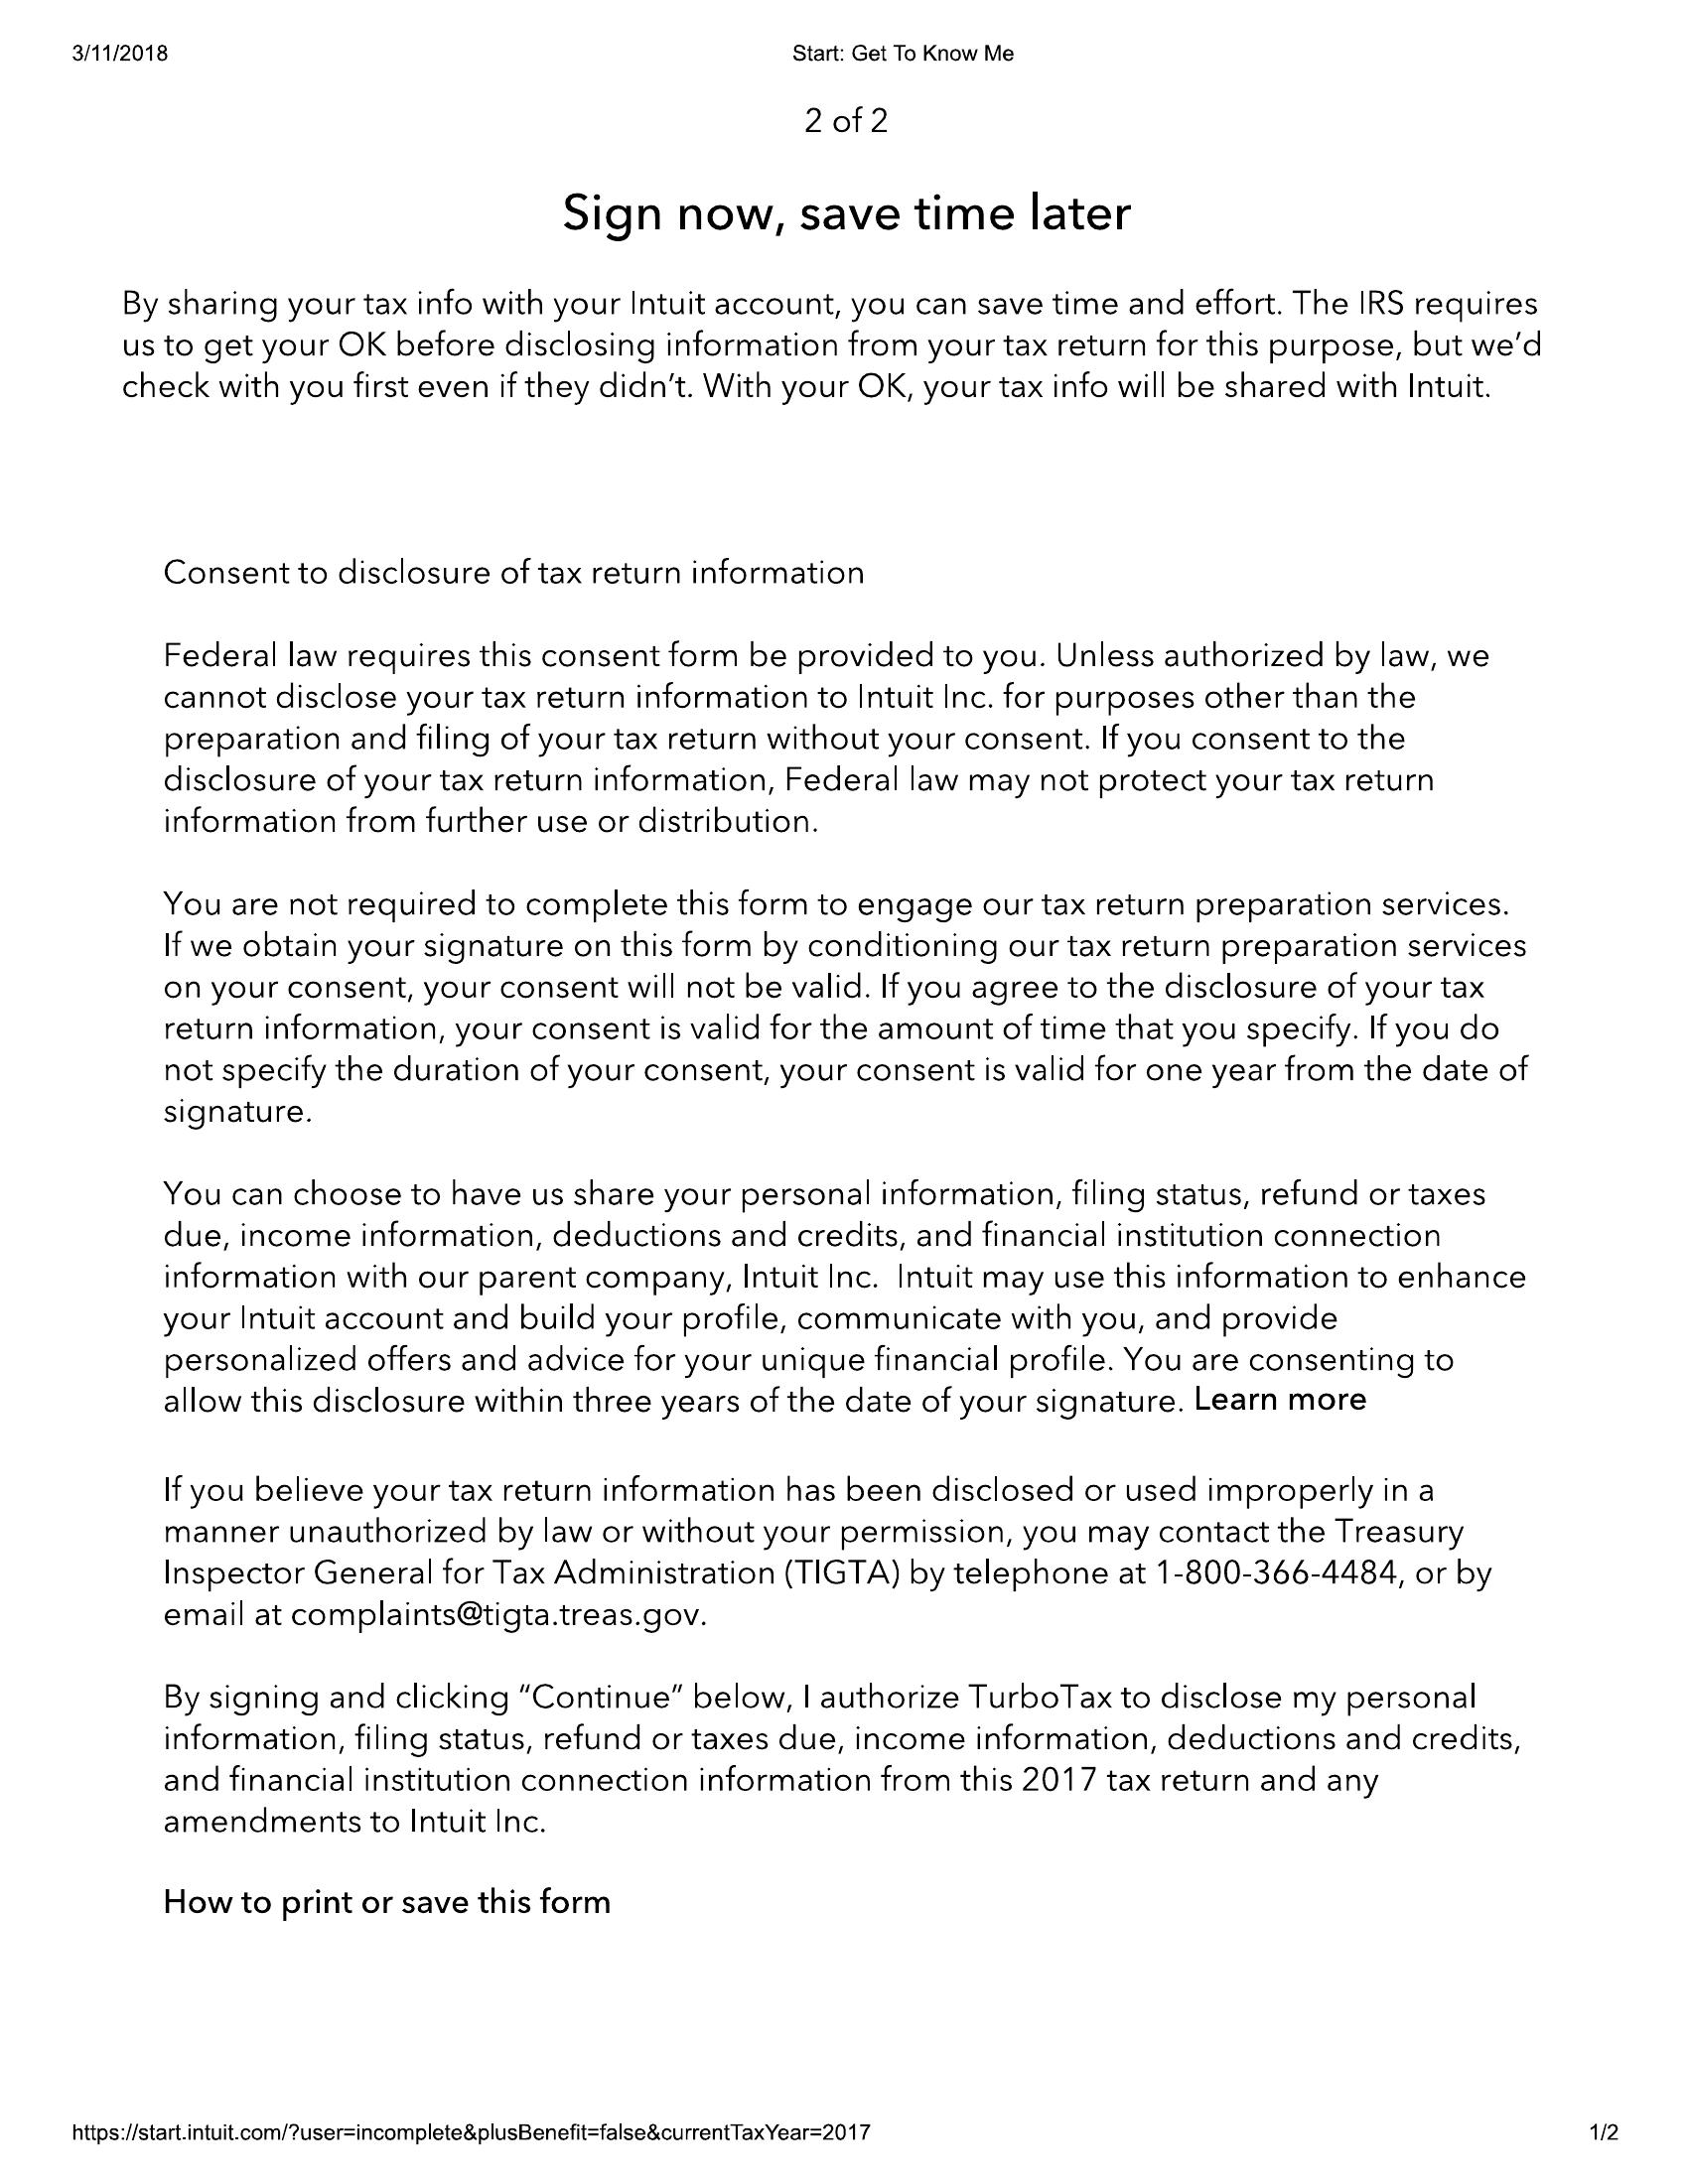 3/11/2018 Start: Get To Know Me
2 of 2
Sign now, save time later
By sharing your tax info with your Intuit account, you can save time and effort. The IRS requires
us to get your OK before disclosing information from your tax return for this purpose, but we’d
check with you first even if they didn’t. With your OK, your tax info will be shared with Intuit.
Consent to disclosure of tax return information
Federal law requires this consent form be provided to you. Unless authorized by law, we
cannot disclose your tax return information to Intuit Inc. for purposes other than the
preparation and filing of your tax return without your consent. If you consent to the
disclosure of your tax return information, Federal law may not protect your tax return
information from further use or distribution.
You are not required to complete this form to engage our tax return preparation services.
If we obtain your signature on this form by conditioning our tax return preparation services
on your consent, your consent will not be valid. If you agree to the disclosure of your tax
return information, your consent is valid for the amount of time that you specify. If you do
not specify the duration of your consent, your consent is valid for one year from the date of
signature.
You can choose to have us share your personal information, filing status, refund or taxes
due, income information, deductions and credits, and financial institution connection
information with our parent company, Intuit Inc.  Intuit may use this information to enhance
your Intuit account and build your profile, communicate with you, and provide
personalized offers and advice for your unique financial profile. You are consenting to
allow this disclosure within three years of the date of your signature. Learn more
If you believe your tax return information has been disclosed or used improperly in a
manner unauthorized by law or without your permission, you may contact the Treasury
Inspector General for Tax Administration (TIGTA) by telephone at 1-800-366-4484, or by
email at complaints@tigta.treas.gov.
By signing and clicking “Continue” below, I authorize TurboTax to disclose my personal
information, filing status, refund or taxes due, income information, deductions and credits,
and financial institution connection information from this 2017 tax return and any
amendments to Intuit Inc.
How to print or save this form
https://start.intuit.com/?user=incomplete&plusBenefit=false&currentTaxYear=2017 1/2